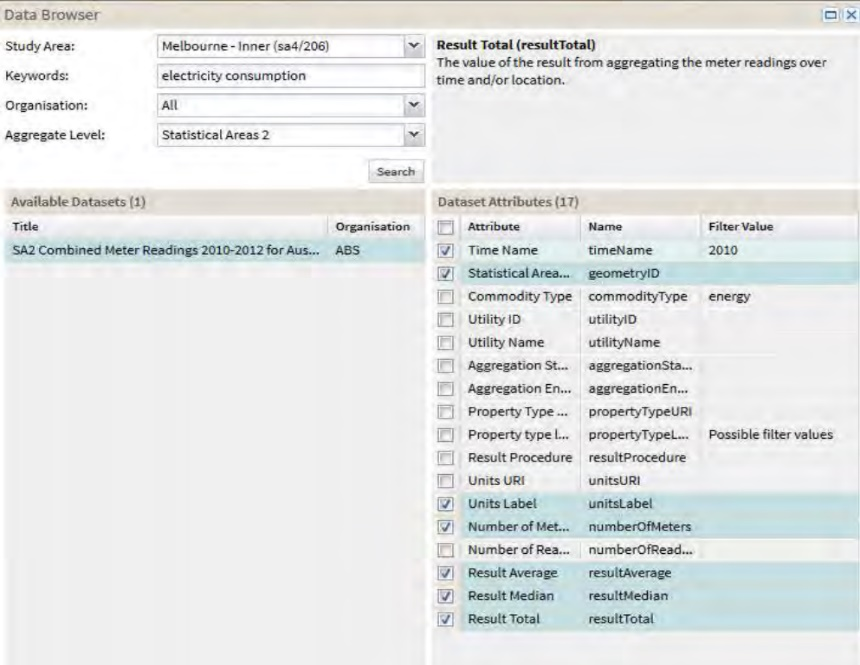 Data Browser
Study Area: Melbourne - Inner (sa4/206)
Keywords: electricity consumption
Organisation: All
Aggregate Level: Statistical Areas 2
Search
Result Total (resultTotal)
The value of the result from aggregating the meter readings over
time and/or location.
Available Datasets (1)
Title Organisation
SA2 Combined Meter Readings 2010-2012 for Aus... ABS
Dataset Attributes (17)
Attribute Name Filter Value
Time Name timeName 2010
Statistical Area... geometryID
Commodity Type commodityType energy
Utility ID utilityID
Utility Name utilityName
Aggregation St... aggregationSta...
Aggregation En... aggregationEn...
Property Type ... propertyTypeURI
Property type l... propertyTypeL... Possible filter values
Result Procedure resultProcedure
Units URI unitsURI
Units Label unitsLabel
Number of Met... numberOfMeters
Number of Rea... numberOfRead...
Result Average resultAverage
Result Median resultMedian
Result Total resultTotal